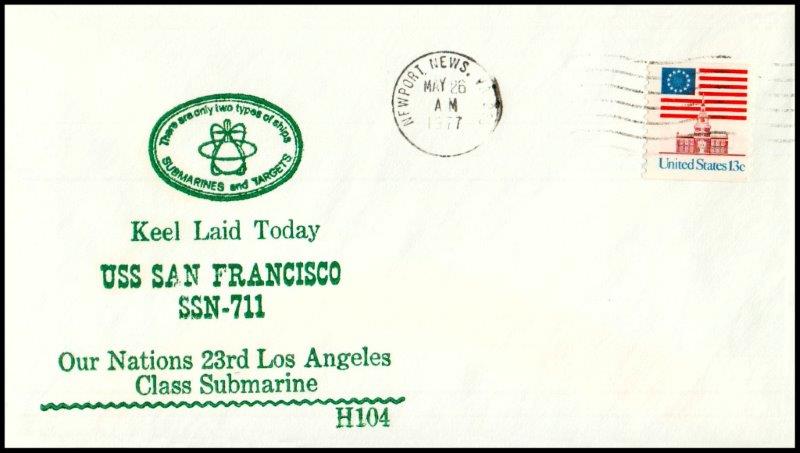 There are only two types of ships
SUBMARINES and TARGETS
Keel Laid Today
USS SAN FRANCISCO
SSN-711
Our Nations 23rd Los Angeles
Class Submarine
H104
NEWPORT NEWS,
MAY 26
AM
1977
United States 13c